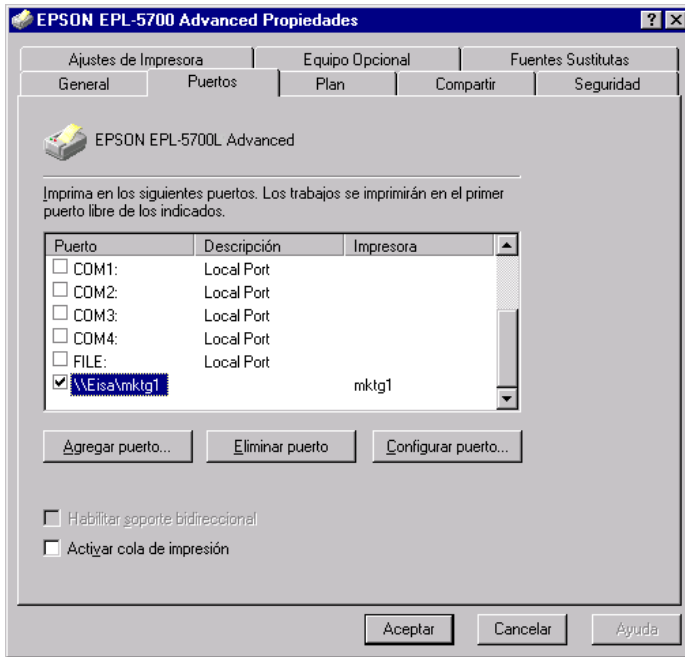 EPSON EPL-5700 Advanced Propiedades
Ajustes de Impresora Equipo Opcional Fuentes Sustitutas
General Puertos Plan Compartir Seguridad
EPSON EPL-5700L Advanced
Imprima en los siguientes puertos. Los trabajos se imprimirán en el primer
puerto libre de los indicados.
Puerto Descripción Impresora
COM1: Local Port
COM2: Local Port
COM3: Local Port
COM4: Local Port
FILE: Local Port
\\Eisa\mktg1 mktg1
Agregar puerto... Eliminar puerto Configurar puerto...
Habilitar soporte bidireccional
Activar cola de impresión
Aceptar Cancelar Ayuda